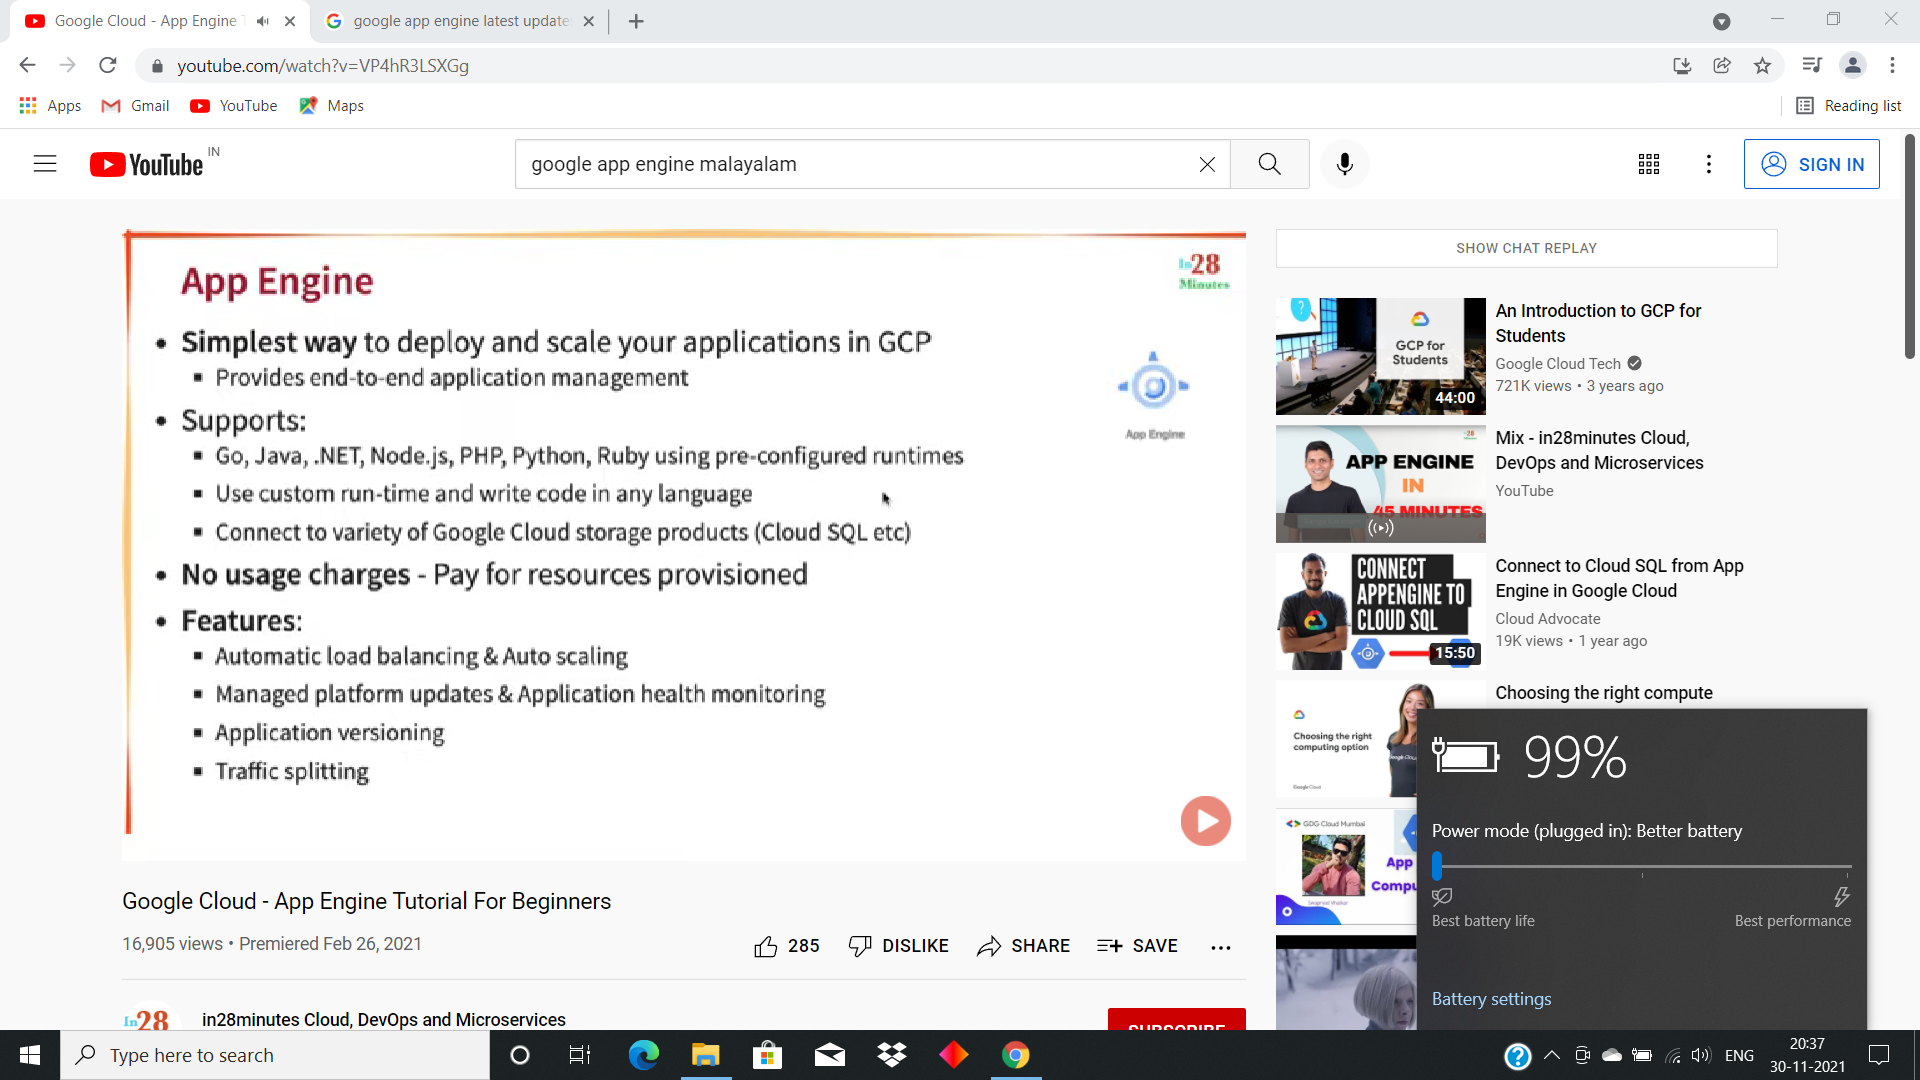 Google Cloud - App Engine T
google app engine latest update
youtube.com/watch?v=VP4hR3LSXGg
Apps
Gmail
YouTube
Maps
Reading list
YouTube IN
google app engine malayalam
SIGN IN
App Engine
In28
Minutes
• Simplest way to deploy and scale your applications in GCP
▪ Provides end-to-end application management
• Supports:
▪ Go, Java, .NET, Node.js, PHP, Python, Ruby using pre-configured runtimes
▪ Use custom run-time and write code in any language
▪ Connect to variety of Google Cloud storage products (Cloud SQL etc)
• No usage charges - Pay for resources provisioned
• Features:
▪ Automatic load balancing & Auto scaling
▪ Managed platform updates & Application health monitoring
▪ Application versioning
▪ Traffic splitting
App Engine
Google Cloud - App Engine Tutorial For Beginners
16,905 views • Premiered Feb 26, 2021
285
DISLIKE
SHARE
SAVE
In28
in28minutes Cloud, DevOps and Microservices
SUBSCRIBE
SHOW CHAT REPLAY
GCP for
Students
44:00
An Introduction to GCP for
Students
Google Cloud Tech
721K views • 3 years ago
APP ENGINE
IN
45 MINUTES
Mix - in28minutes Cloud,
DevOps and Microservices
YouTube
CONNECT
APPENGINE TO
CLOUD SQL
15:50
Connect to Cloud SQL from App
Engine in Google Cloud
Cloud Advocate
19K views • 1 year ago
Choosing the right
computing option
Google Cloud
Choosing the right compute
GDG Cloud Mumbai
App
Compu
99%
Power mode (plugged in): Better battery
Best battery life
Best performance
Battery settings
Type here to search
ENG
20:37
30-11-2021